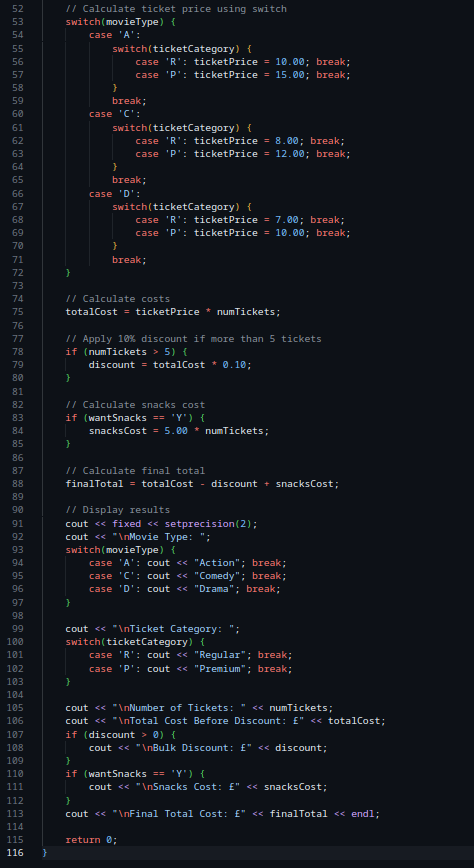 52 // Calculate ticket price using switch
53 switch(movieType) {
54 case 'A':
55 switch(ticketCategory) {
56 case 'R': ticketPrice = 10.00; break;
57 case 'P': ticketPrice = 15.00; break;
58 }
59 break;
60 case 'C':
61 switch(ticketCategory) {
62 case 'R': ticketPrice = 8.00; break;
63 case 'P': ticketPrice = 12.00; break;
64 }
65 break;
66 case 'D':
67 switch(ticketCategory) {
68 case 'R': ticketPrice = 7.00; break;
69 case 'P': ticketPrice = 10.00; break;
70 }
71 break;
72 }
73
74 // Calculate costs
75 totalCost = ticketPrice * numTickets;
76
77 // Apply 10% discount if more than 5 tickets
78 if (numTickets > 5) {
79 discount = totalCost * 0.10;
80 }
81
82 // Calculate snacks cost
83 if (wantSnacks == 'Y') {
84 snacksCost = 5.00 * numTickets;
85 }
86
87 // Calculate final total
88 finalTotal = totalCost - discount + snacksCost;
89
90 // Display results
91 cout << fixed << setprecision(2);
92 cout << "\nMovie Type: ";
93 switch(movieType) {
94 case 'A': cout << "Action"; break;
95 case 'C': cout << "Comedy"; break;
96 case 'D': cout << "Drama"; break;
97 }
98
99 cout << "\nTicket Category: ";
100 switch(ticketCategory) {
101 case 'R': cout << "Regular"; break;
102 case 'P': cout << "Premium"; break;
103 }
104
105 cout << "\nNumber of Tickets: " << numTickets;
106 cout << "\nTotal Cost Before Discount: £" << totalCost;
107 if (discount > 0) {
108 cout << "\nBulk Discount: £" << discount;
109 }
110 if (wantSnacks == 'Y') {
111 cout << "\nSnacks Cost: £" << snacksCost;
112 }
113 cout << "\nFinal Total Cost: £" << finalTotal << endl;
114
115 return 0;
116 }